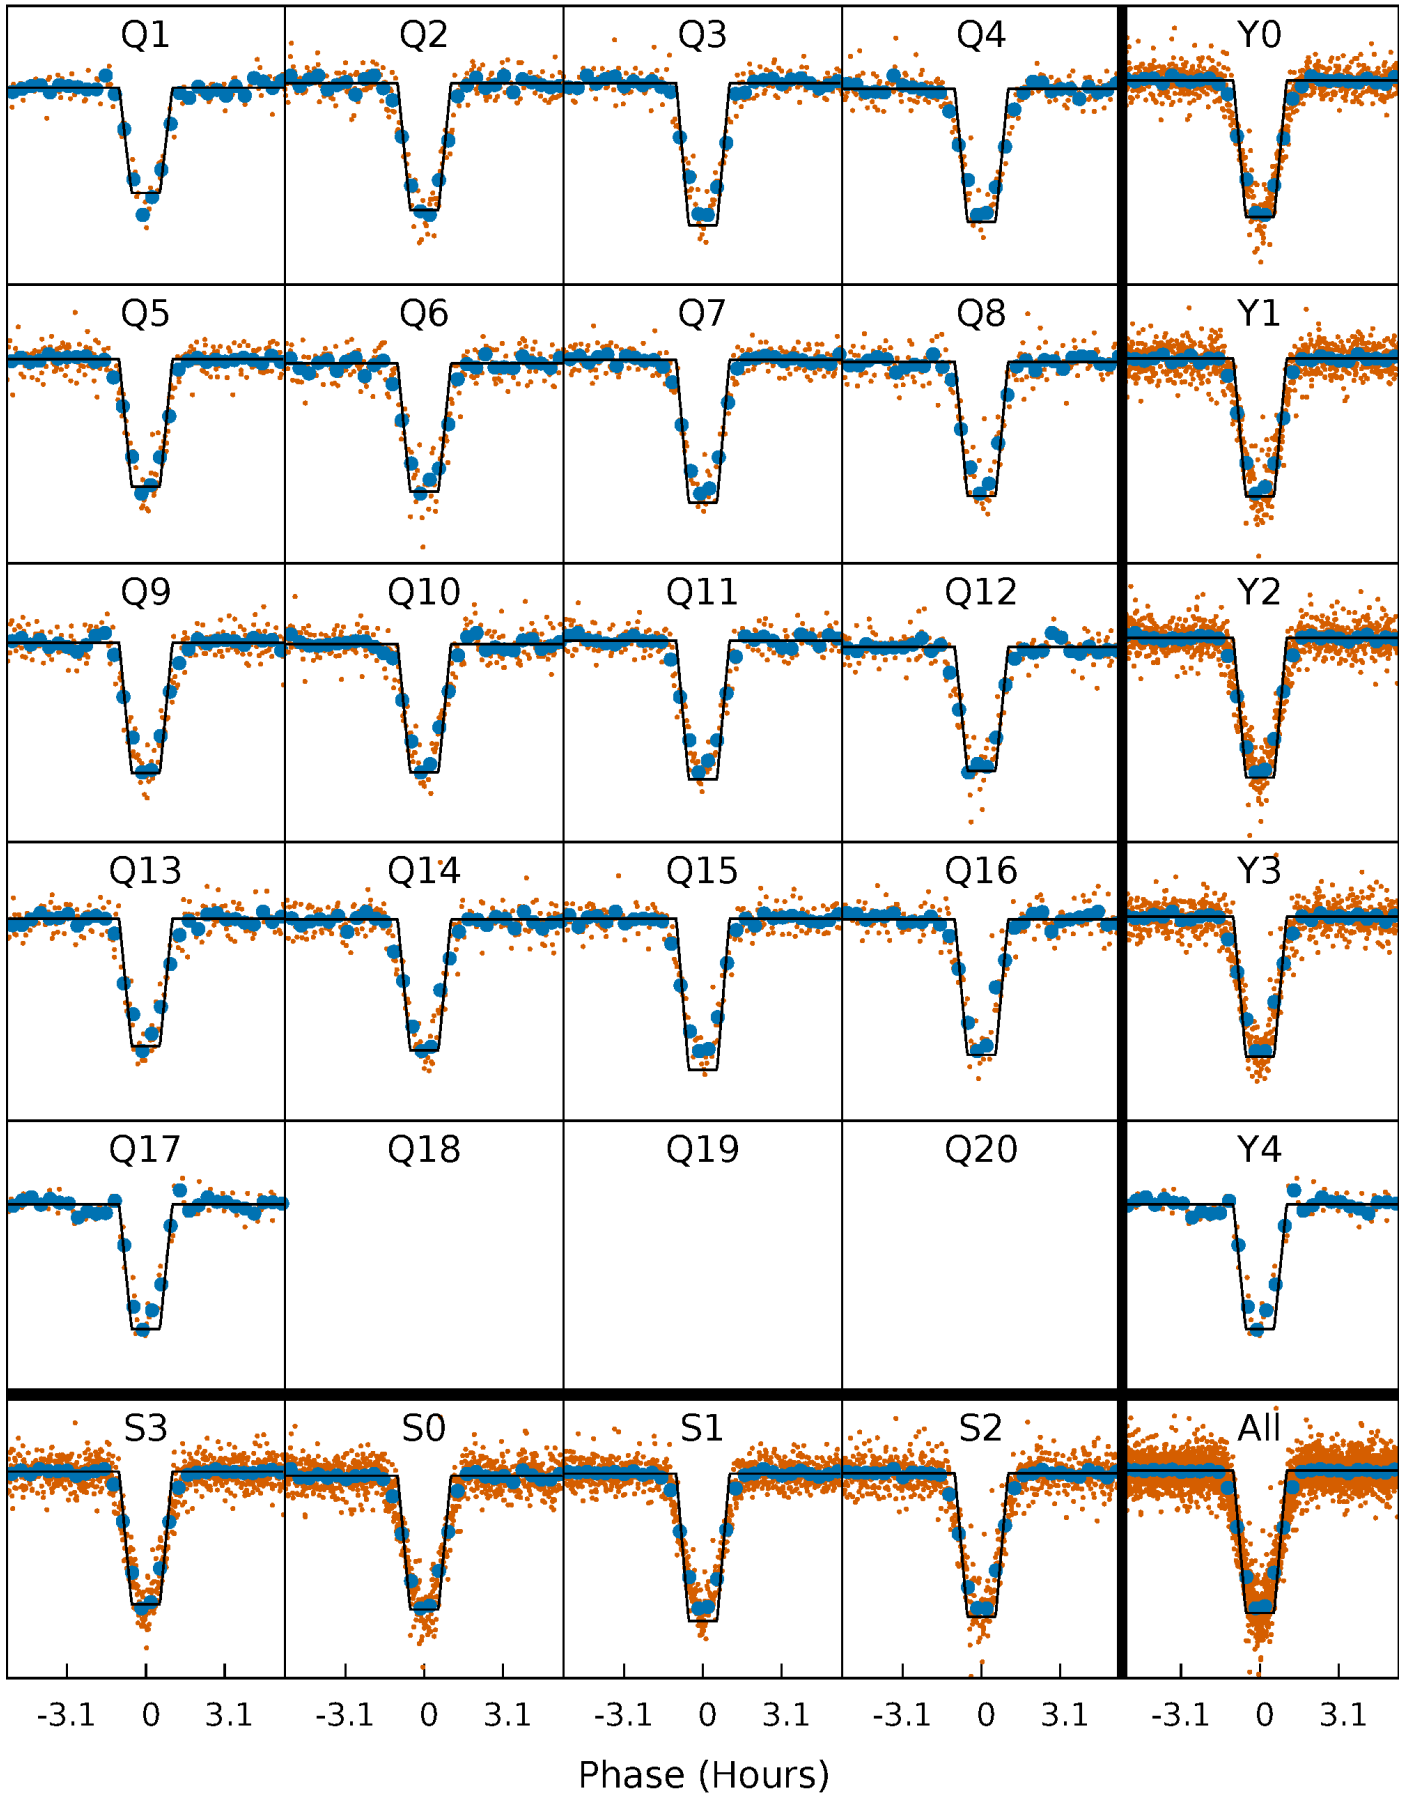 Q1 Q2 Q3 Q4 Y0
Q5 Q6 Q7 Q8 Y1
Q9 Q10 Q11 Q12 Y2
Q13 Q14 Q15 Q16 Y3
Q17 Q18 Q19 Q20 Y4
S3 S0 S1 S2 All
-3.1 0 3.1 -3.1 0 3.1 -3.1 0 3.1 -3.1 0 3.1 -3.1 0 3.1
Phase (Hours)